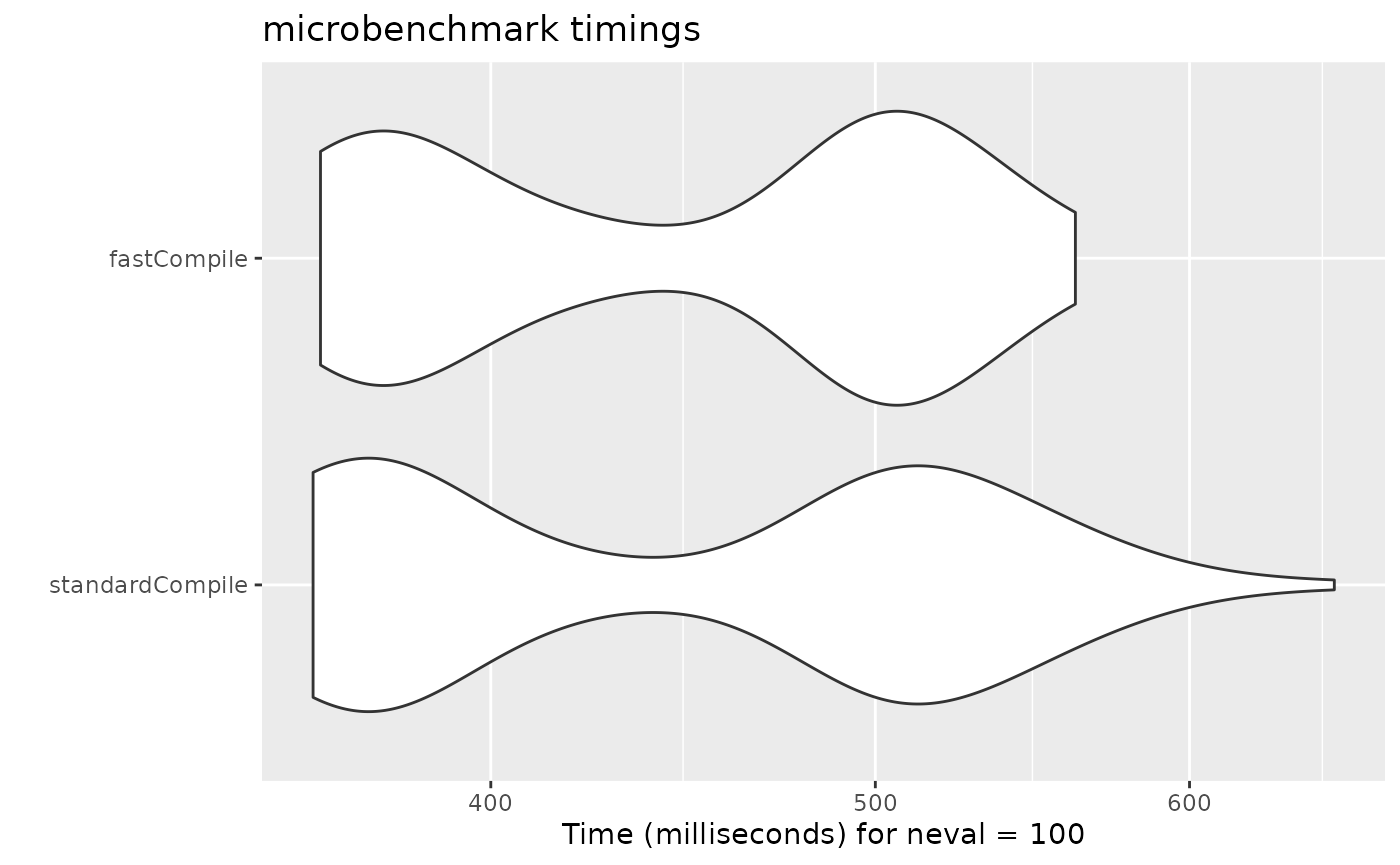 microbenchmark timings
fastCompile
standardCompile
400 500 600
Time (milliseconds) for neval = 100